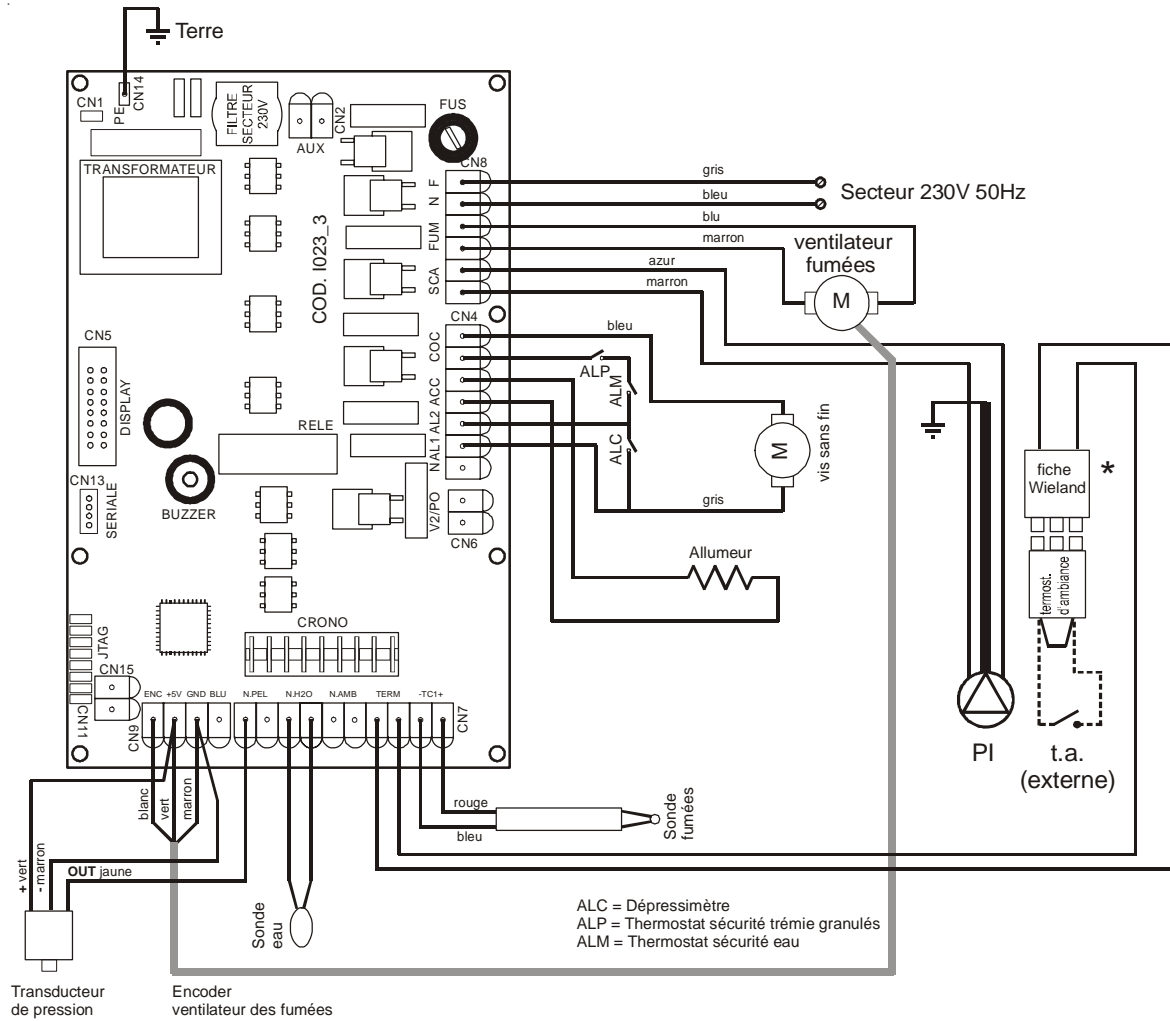 Terre
CN1
PE
CN14
FILTRE
SECTEUR
230V
CN2
AUX
FUS
TRANSFORMATEUR
CN8
F
N
FUM
SCA
COD. I023_3
gris
bleu
Secteur 230V 50Hz
blu
marron
ventilateur
fumées
M
azur
marron
CN4
COC
ACC
AL2
NAL1
bleu
ALP
ALM
ALC
M
vis sans fin
gris
CN5
DISPLAY
RELE
CN13
SERIALE
BUZZER
V2/PO
CN6
Allumeur
fiche
Wieland
*
termost.
d'ambiance
PI
t.a.
(externe)
CRONO
JTAG
CN15
CN11
CN9
ENC +5V GND BLU N.PEL N.H2O N.AMB TERM -TC1+
CN7
blanc
vert
marron
rouge
bleu
Sonde
fumées
+ vert
- marron
OUT jaune
Sonde
eau
ALC = Dépressimètre
ALP = Thermostat sécurité trémie granulés
ALM = Thermostat sécurité eau
Transducteur
de pression
Encoder
ventilateur des fumées